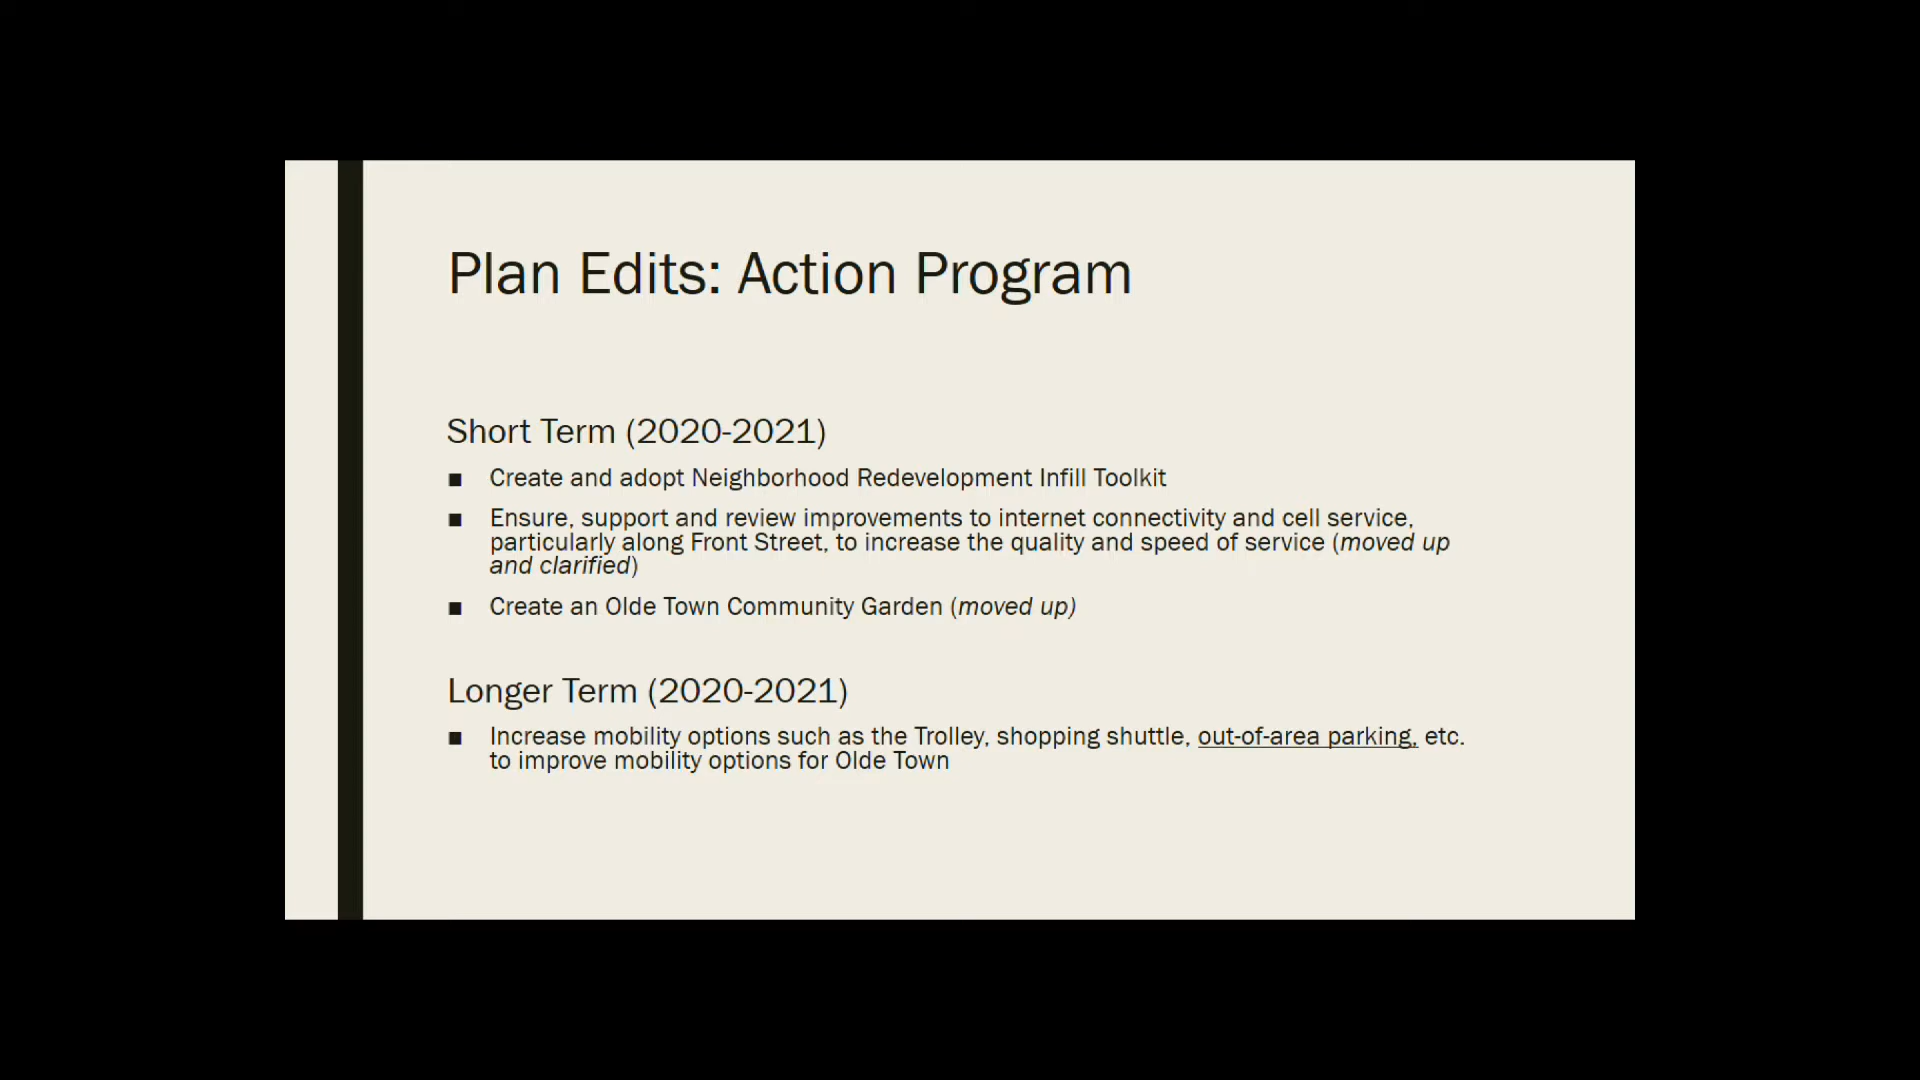 Plan Edits: Action Program
Short Term (2020-2021)
■ Create and adopt Neighborhood Redevelopment Infill Toolkit
■ Ensure, support and review improvements to internet connectivity and cell service,
particularly along Front Street, to increase the quality and speed of service (moved up
and clarified)
■ Create an Olde Town Community Garden (moved up)
Longer Term (2020-2021)
■ Increase mobility options such as the Trolley, shopping shuttle, out-of-area parking, etc.
to improve mobility options for Olde Town